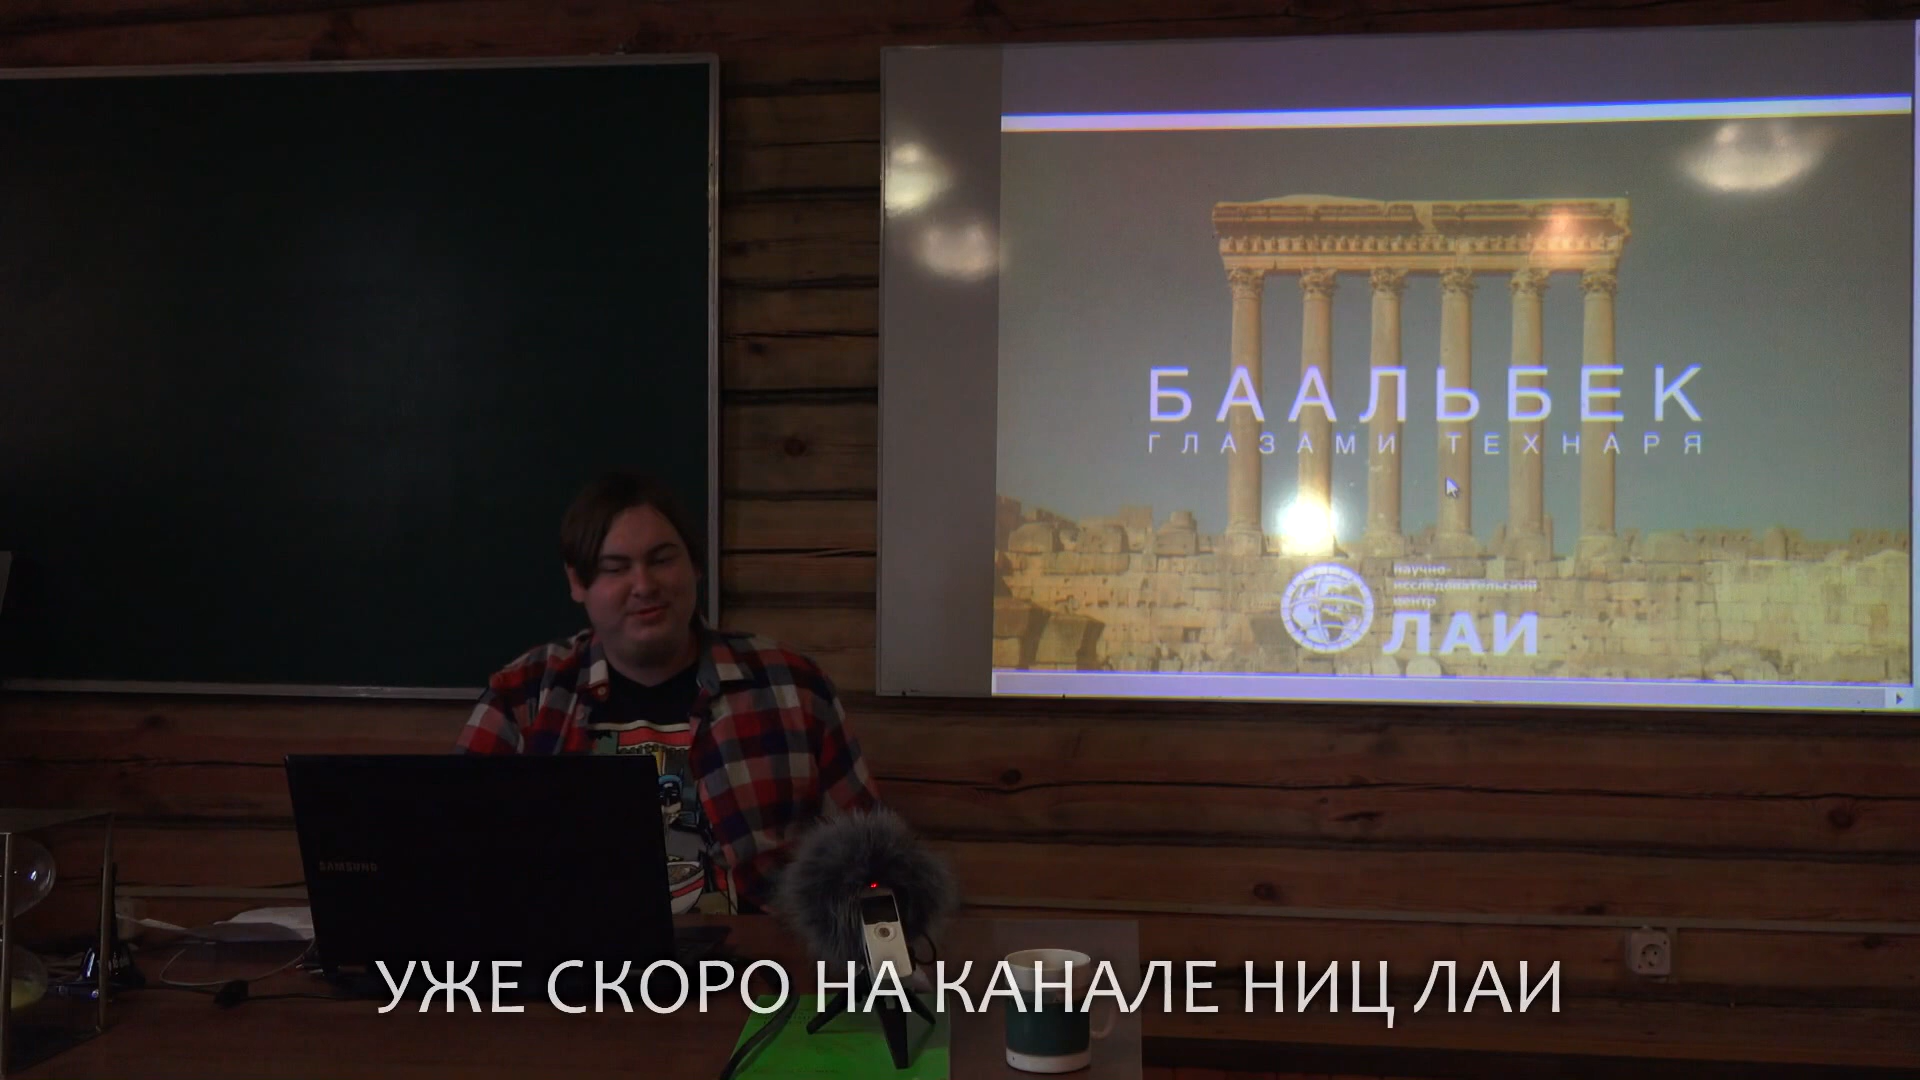 БААЛЬБЕК
ГЛАЗАМИ ТЕХНАРЯ
научно-
исследовательский
центр
ЛАИ
SAMSUNG
УЖЕ СКОРО НА КАНАЛЕ НИЦ ЛАИ